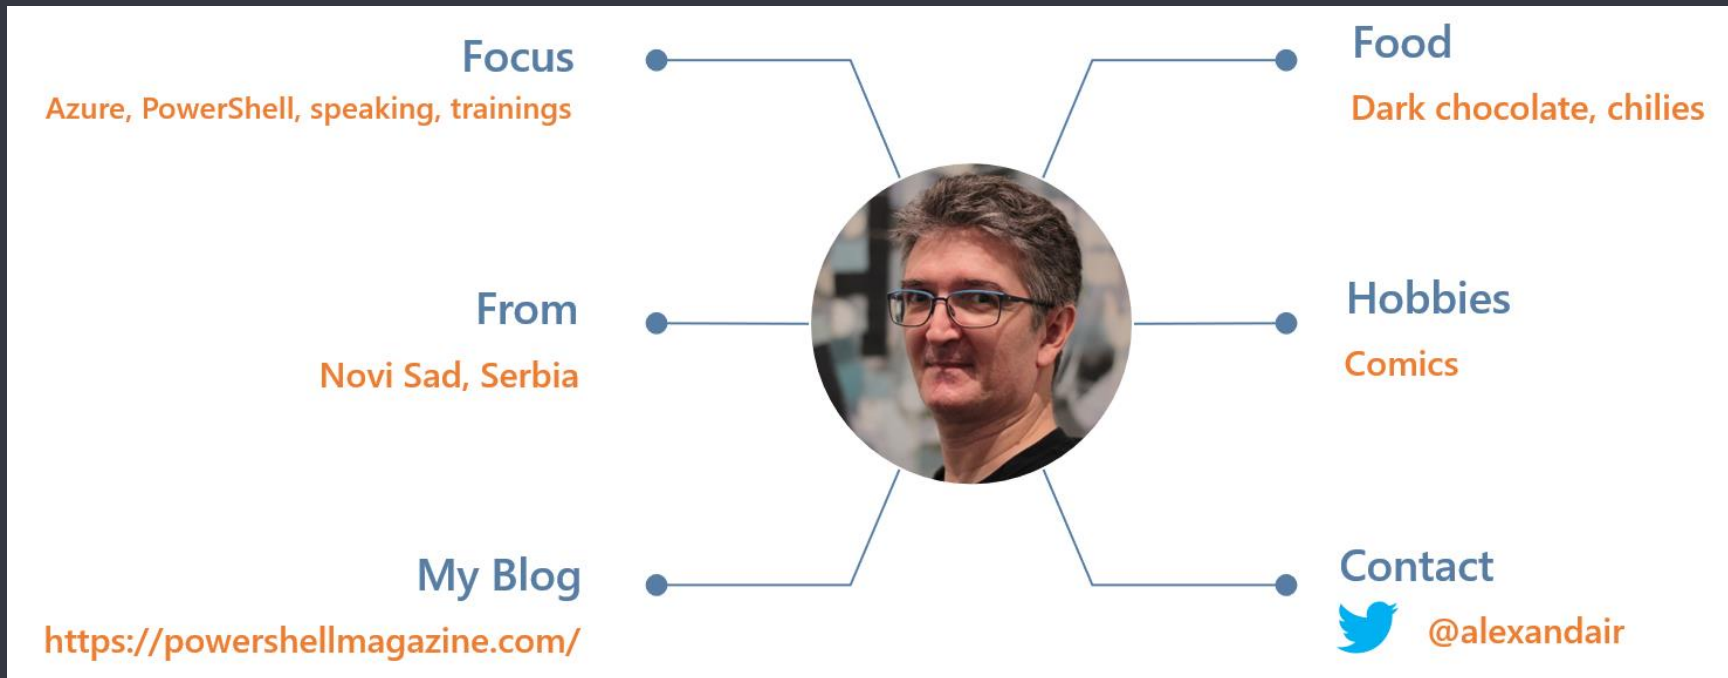 Focus
Azure, PowerShell, speaking, trainings
From
Novi Sad, Serbia
My Blog
https://powershellmagazine.com/
Food
Dark chocolate, chilies
Hobbies
Comics
Contact
@alexandair